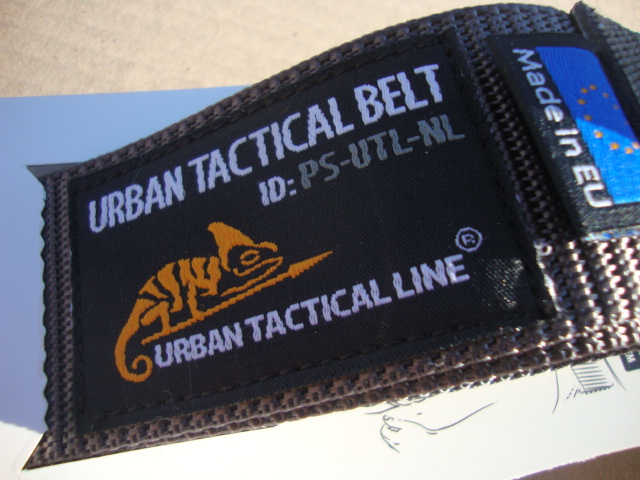 URBAN TACTICAL BELT
ID: PS-UTL-NL
URBAN TACTICAL LINE ®
Made in EU